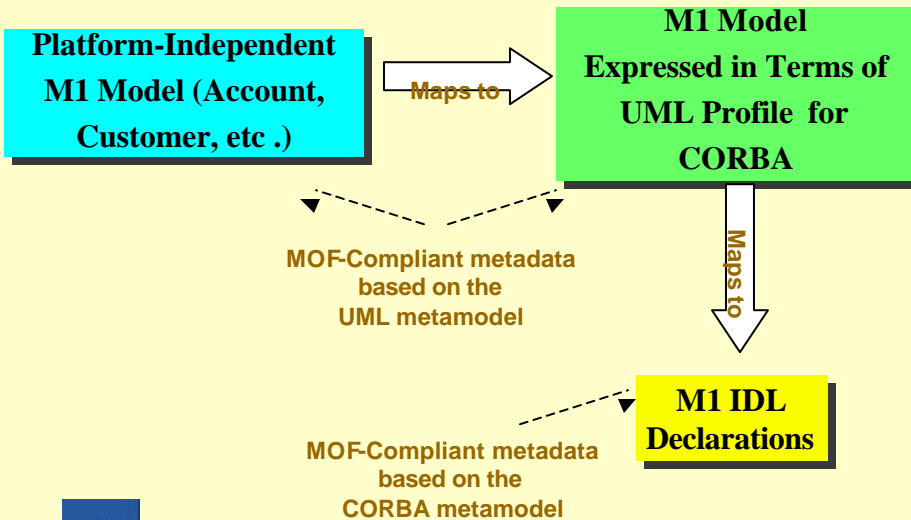 Platform-Independent
M1 Model (Account,
Customer, etc .)
Maps to
M1 Model
Expressed in Terms of
UML Profile for
CORBA
MOF-Compliant metadata
based on the
UML metamodel
Maps to
M1 IDL
Declarations
MOF-Compliant metadata
based on the
CORBA metamodel